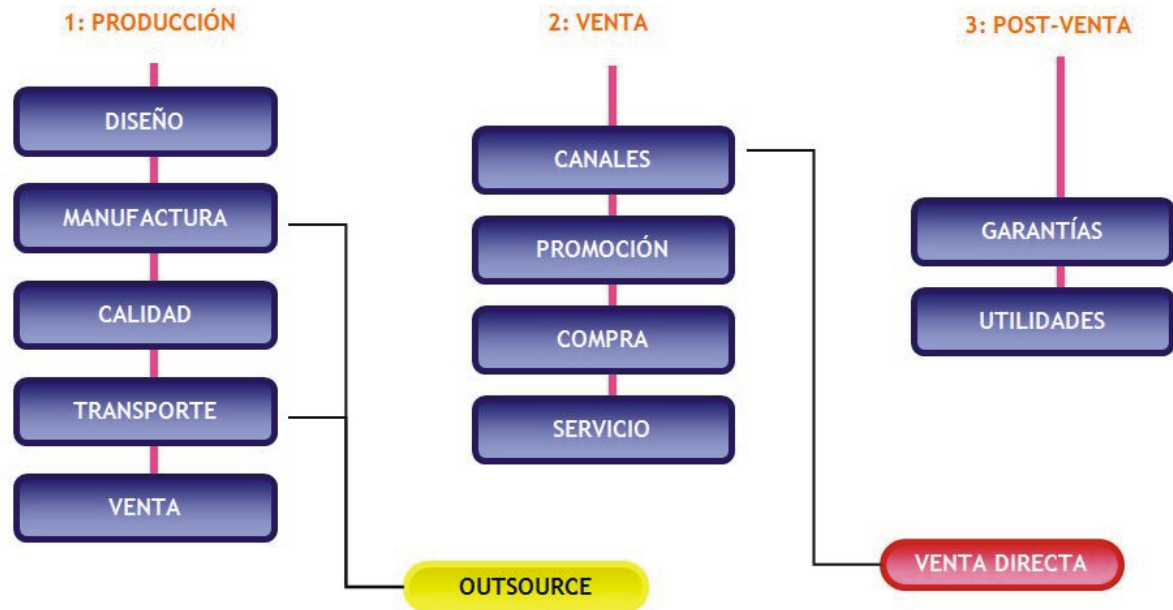 1: PRODUCCIÓN
DISEÑO
MANUFACTURA
CALIDAD
TRANSPORTE
VENTA
OUTSOURCE
2: VENTA
CANALES
PROMOCIÓN
COMPRA
SERVICIO
3: POST-VENTA
GARANTÍAS
UTILIDADES
VENTA DIRECTA